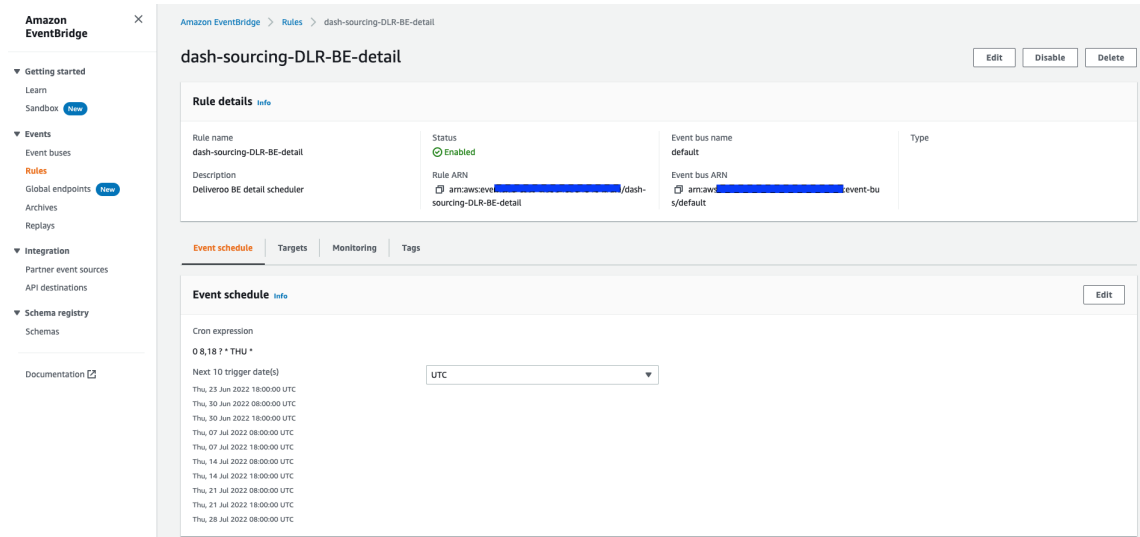 Amazon EventBridge
Getting started
Learn
Sandbox New
Events
Event buses
Rules
Global endpoints New
Archives
Replays
Integration
Partner event sources
API destinations
Schema registry
Schemas
Documentation
Amazon EventBridge > Rules > dash-sourcing-DLR-BE-detail
dash-sourcing-DLR-BE-detail
Edit Disable Delete
Rule details Info
Rule name
dash-sourcing-DLR-BE-detail
Description
Deliveroo BE detail scheduler
Status
Enabled
Rule ARN
arn:aws:eve /dash-
sourcing-DLR-BE-detail
Event bus name
default
Event bus ARN
arn:aws :event-bu
s/default
Type
Event schedule Targets Monitoring Tags
Event schedule Info
Edit
Cron expression
0 8,18 ? * THU *
Next 10 trigger date(s)
UTC
Thu, 23 Jun 2022 18:00:00 UTC
Thu, 30 Jun 2022 08:00:00 UTC
Thu, 30 Jun 2022 18:00:00 UTC
Thu, 07 Jul 2022 08:00:00 UTC
Thu, 07 Jul 2022 18:00:00 UTC
Thu, 14 Jul 2022 08:00:00 UTC
Thu, 14 Jul 2022 18:00:00 UTC
Thu, 21 Jul 2022 08:00:00 UTC
Thu, 21 Jul 2022 18:00:00 UTC
Thu, 28 Jul 2022 08:00:00 UTC